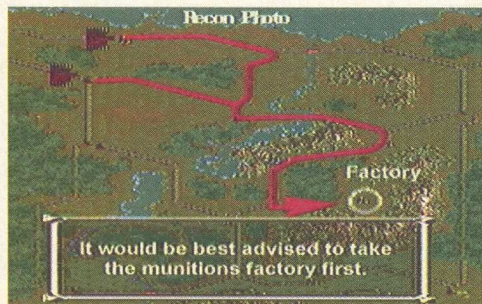 Recon Photo
Factory
It would be best advised to take
the munitions factory first.